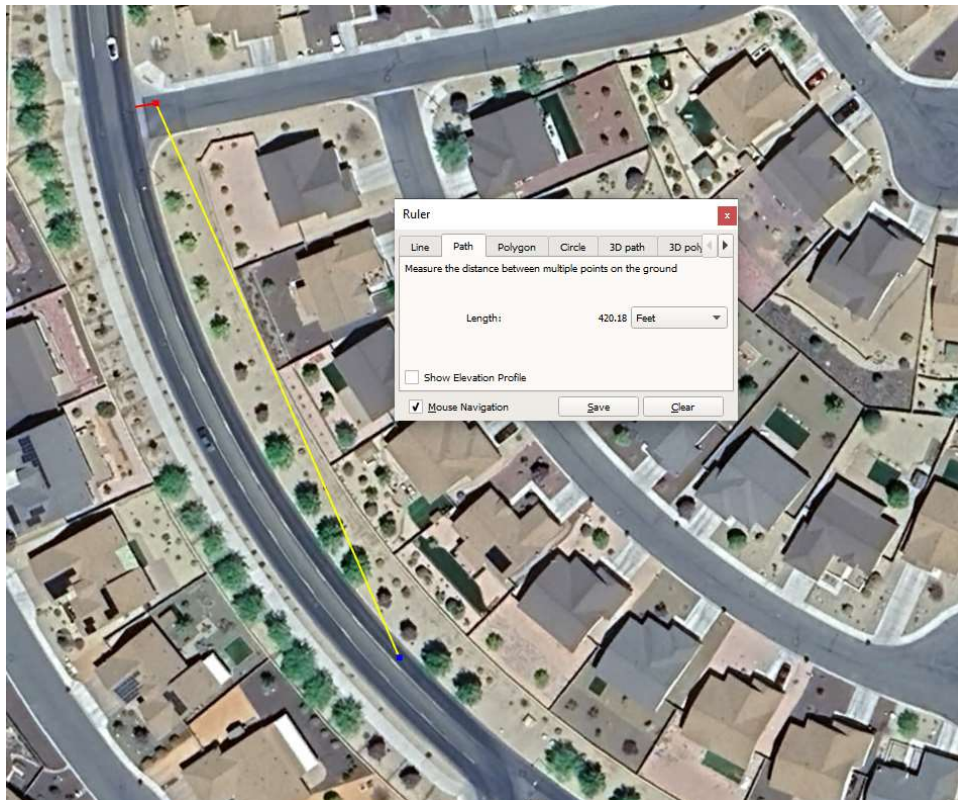 Ruler
x
Line Path Polygon Circle 3D path 3D poly
Measure the distance between multiple points on the ground
Length: 420.18 Feet
Show Elevation Profile
Mouse Navigation Save Clear